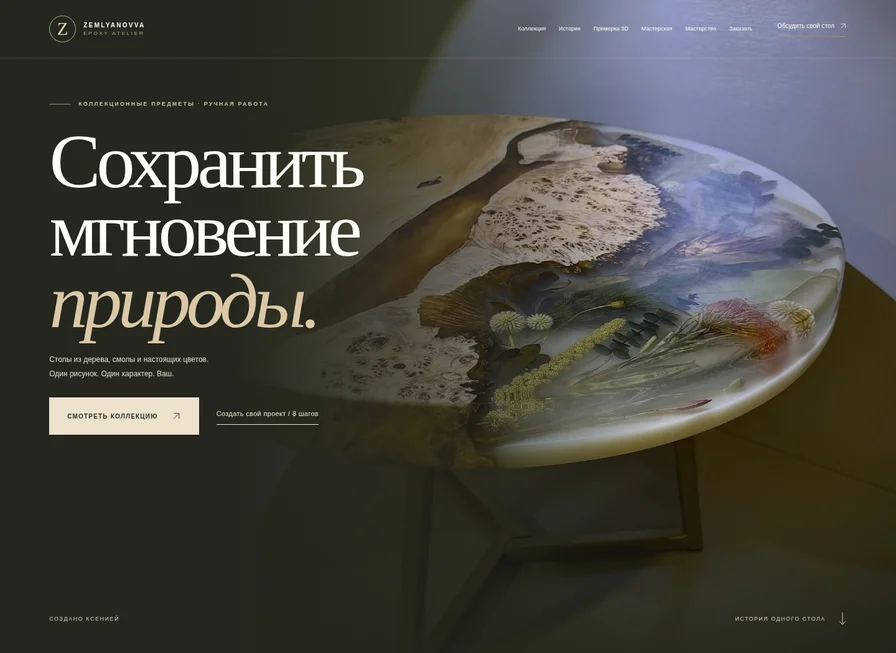 Z
ZEMLYANOVVA
EPOXY ATELIER
Коллекция История Примерка 3D Мастерская Мастерство Заказать Обсудить свой стол
КОЛЛЕКЦИОННЫЕ ПРЕДМЕТЫ · РУЧНАЯ РАБОТА
Сохранить
мгновение
природы.
Столы из дерева, смолы и настоящих цветов.
Один рисунок. Один характер. Ваш.
СМОТРЕТЬ КОЛЛЕКЦИЮ
Создать свой проект / 8 шагов
СОЗДАНО КСЕНИЕЙ
ИСТОРИЯ ОДНОГО СТОЛА